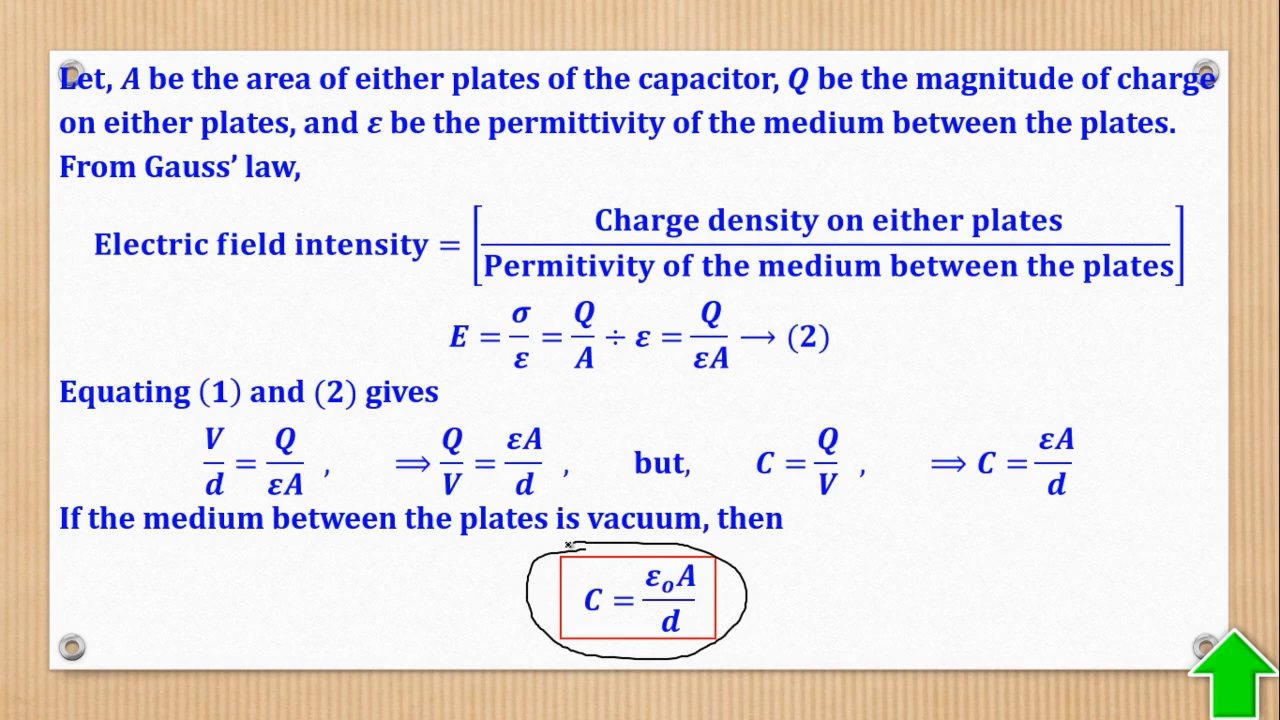 Let, A be the area of either plates of the capacitor, Q be the magnitude of charge
on either plates, and ε be the permittivity of the medium between the plates.
From Gauss’ law,
Electric field intensity = [Charge density on either plates / Permitivity of the medium between the plates]
E = σ/ε = Q/A ÷ ε = Q/εA ⟶ (2)
Equating (1) and (2) gives
V/d = Q/εA , ⟹ Q/V = εA/d , but, C = Q/V , ⟹ C = εA/d
If the medium between the plates is vacuum, then
C = εₒA/d